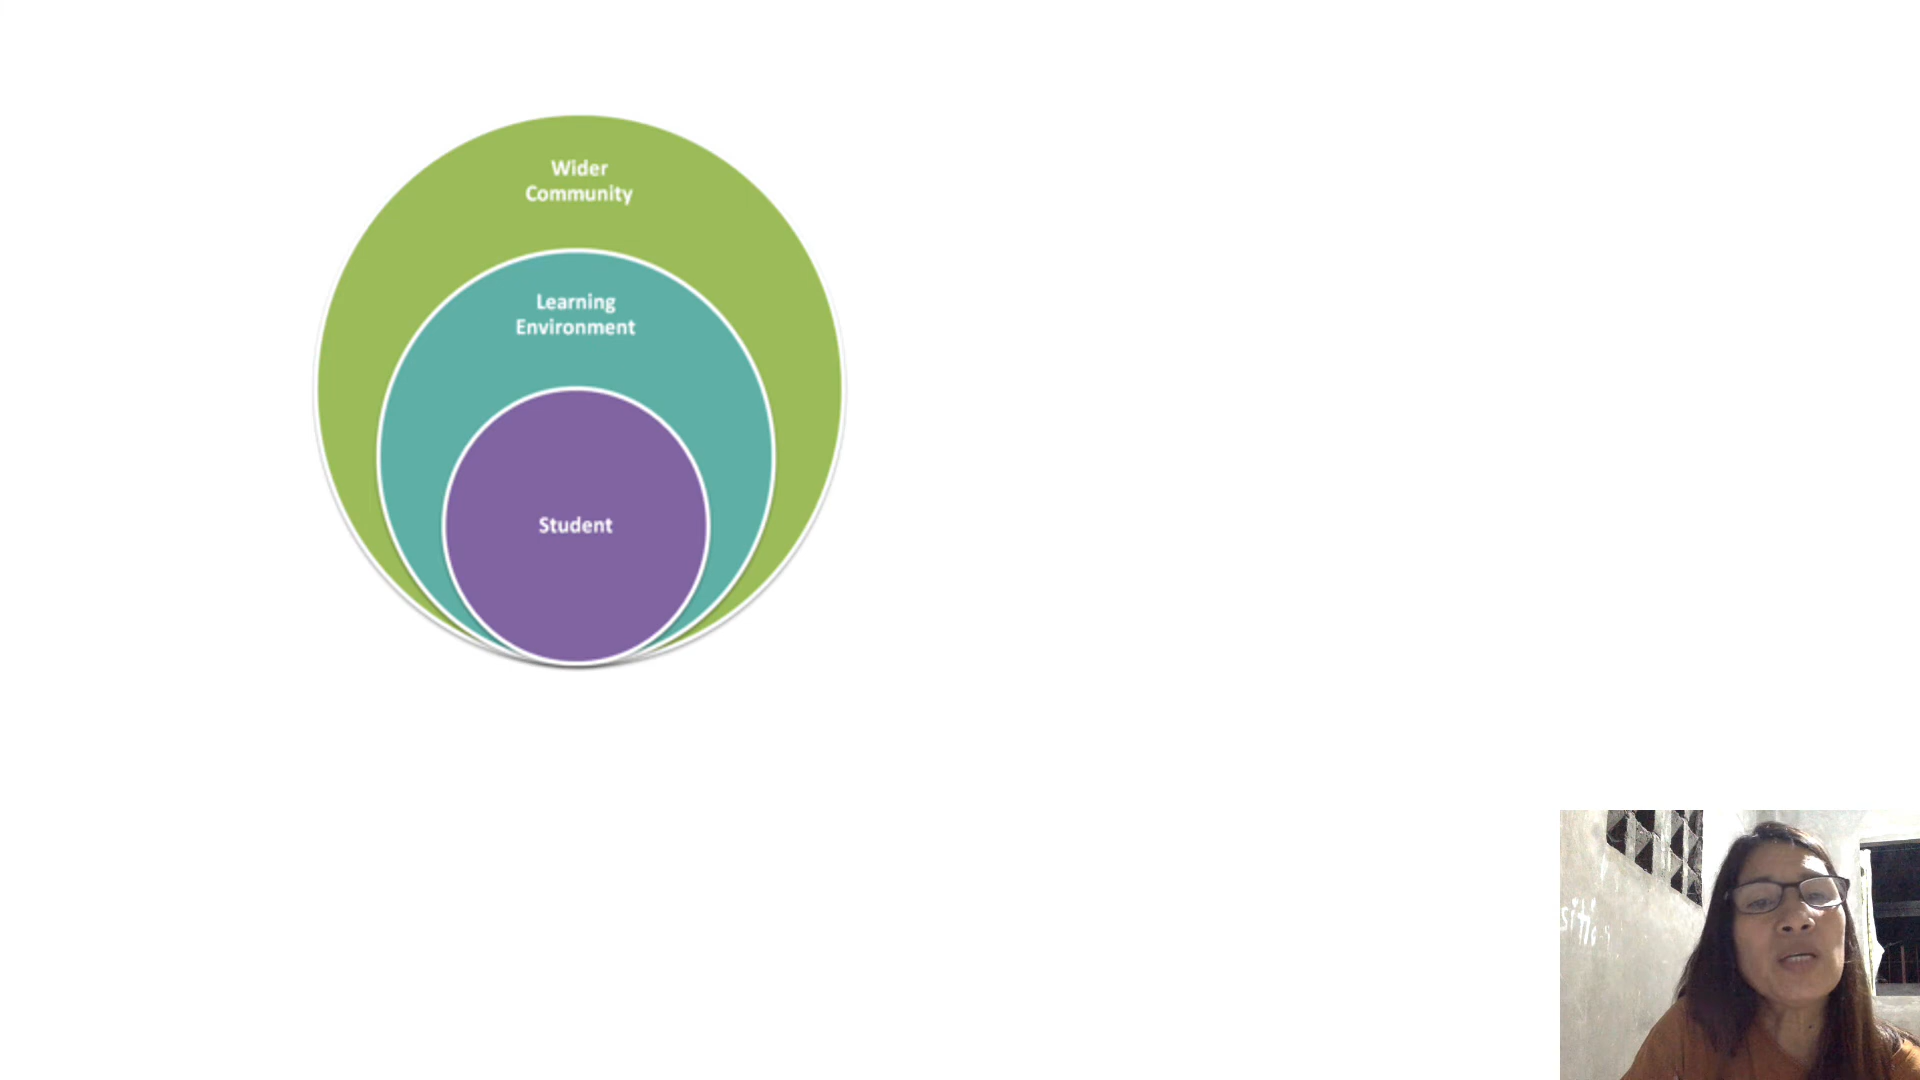 Wider
Community
Learning
Environment
Student